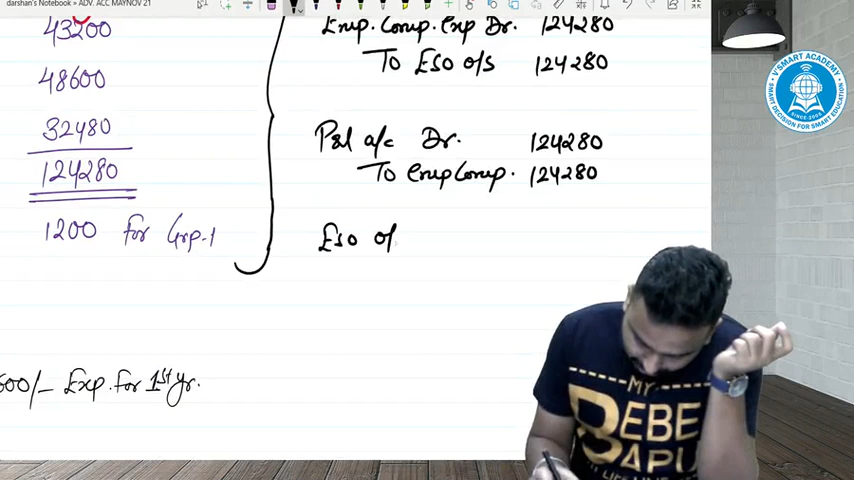 darshan's Notebook > ADV. ACC MAYNOV 21
43200
48600
32480
124280
1200 for Grp-1
Emp. Comp. Exp Dr. 124280
To Eso o/s 124280
P&l a/c Dr. 124280
To Emp Comp. 124280
Eso o/
600/- Exp. For 1st yr.
V'SMART ACADEMY
SINCE-2005
SMART DECISION FOR SMART EDUCATION
MY
BEBE
BAPU